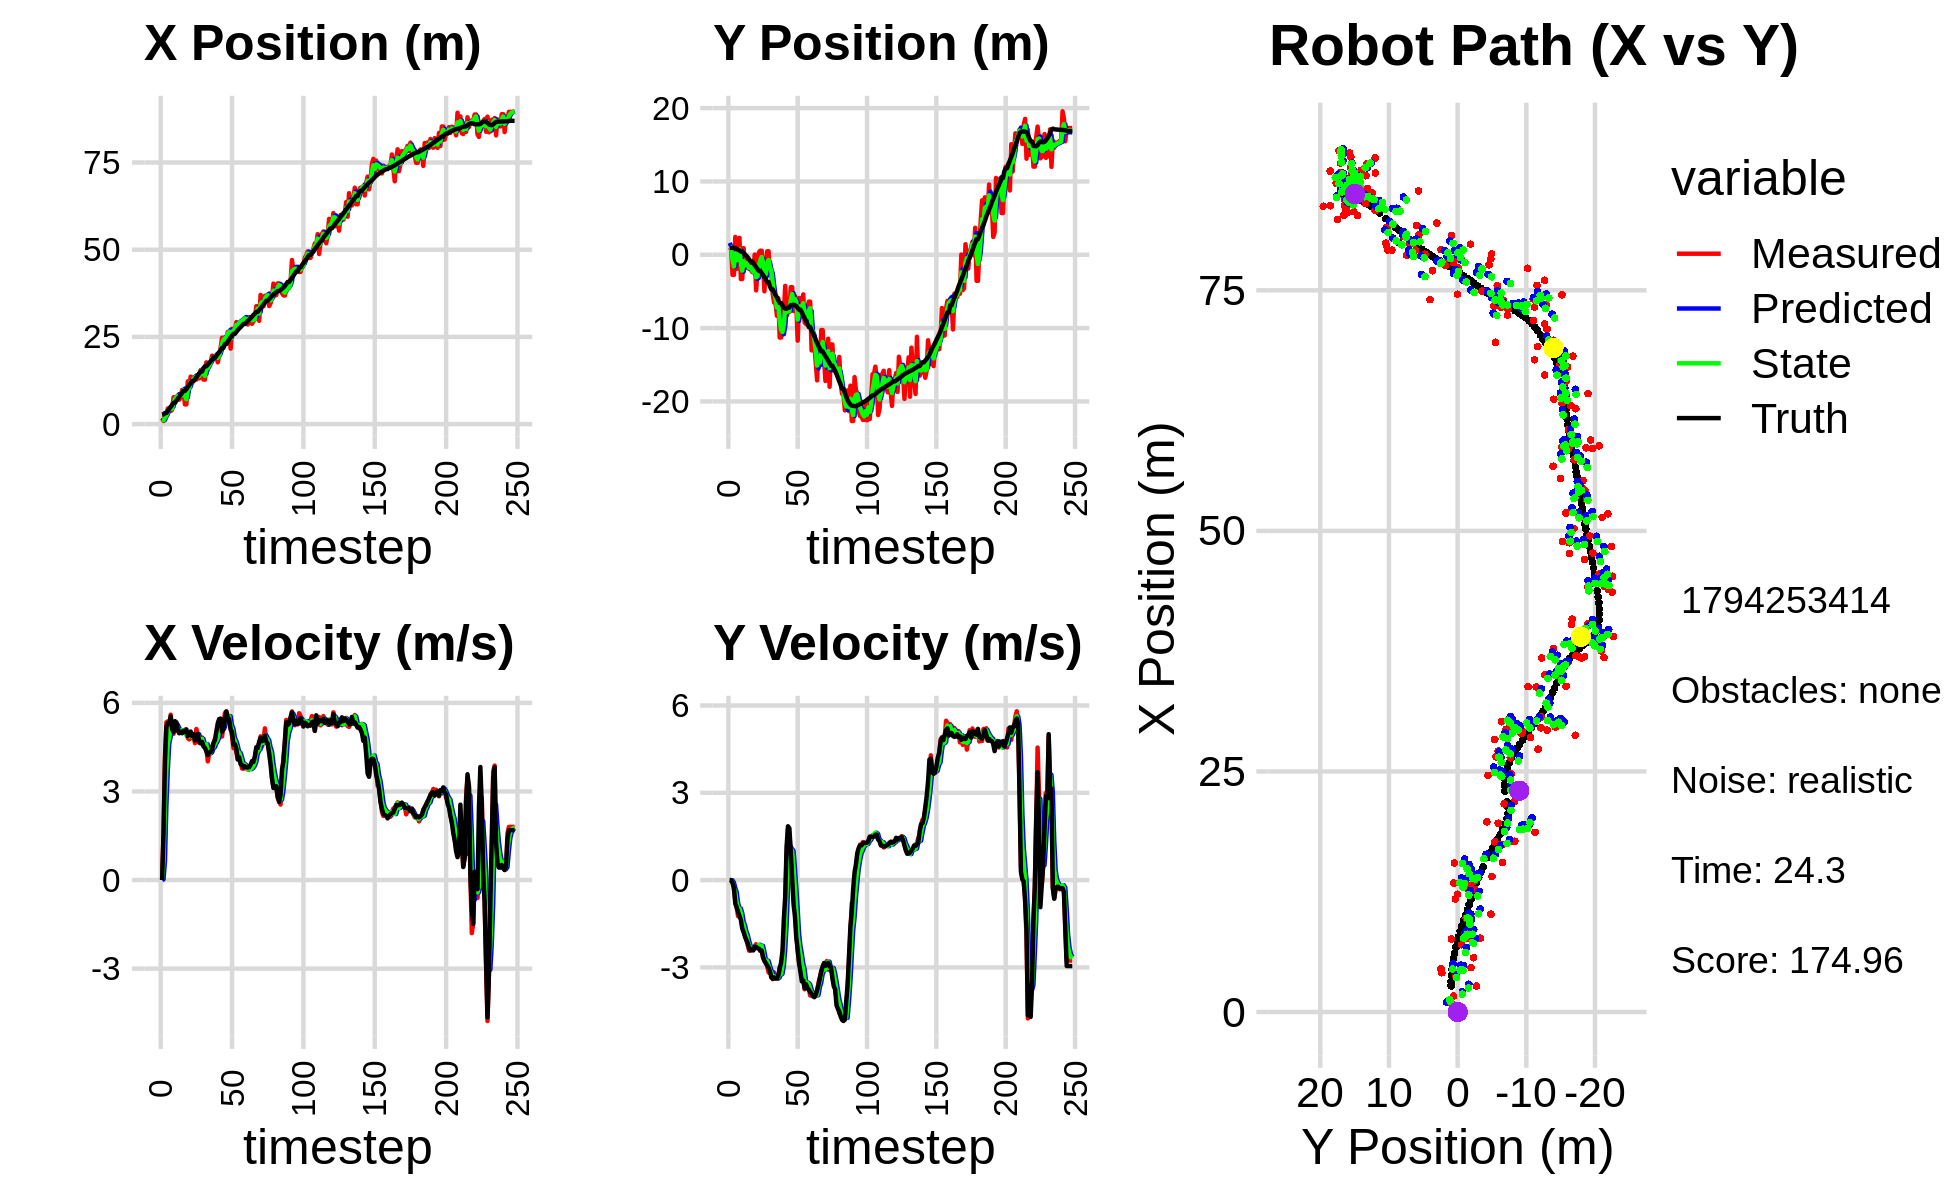 X Position (m)
75
50
25
0
0
50
100
150
200
250
timestep
Y Position (m)
20
10
0
-10
-20
0
50
100
150
200
250
timestep
X Velocity (m/s)
6
3
0
-3
0
50
100
150
200
250
timestep
Y Velocity (m/s)
6
3
0
-3
0
50
100
150
200
250
timestep
Robot Path (X vs Y)
X Position (m)
75
50
25
0
20 10 0 -10 -20
Y Position (m)
variable
Measured
Predicted
State
Truth
1794253414
Obstacles: none
Noise: realistic
Time: 24.3
Score: 174.96